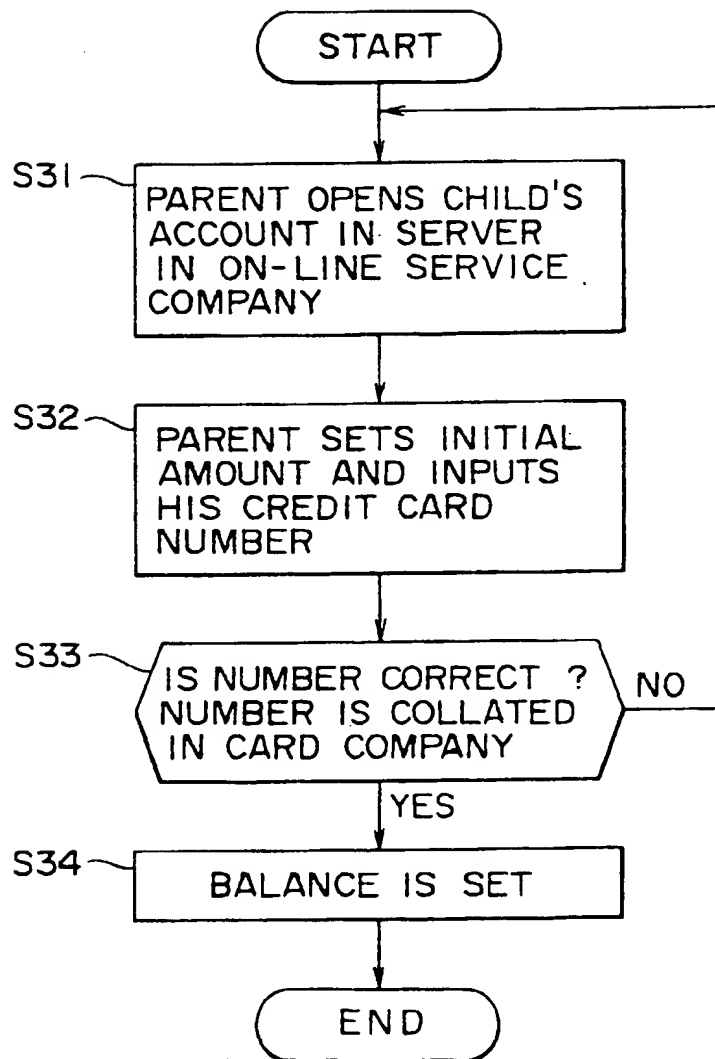 START
S31
PARENT OPENS CHILD'S
ACCOUNT IN SERVER
IN ON-LINE SERVICE
COMPANY
S32
PARENT SETS INITIAL
AMOUNT AND INPUTS
HIS CREDIT CARD
NUMBER
S33
IS NUMBER CORRECT ?
NUMBER IS COLLATED
IN CARD COMPANY
NO
YES
S34
BALANCE IS SET
END